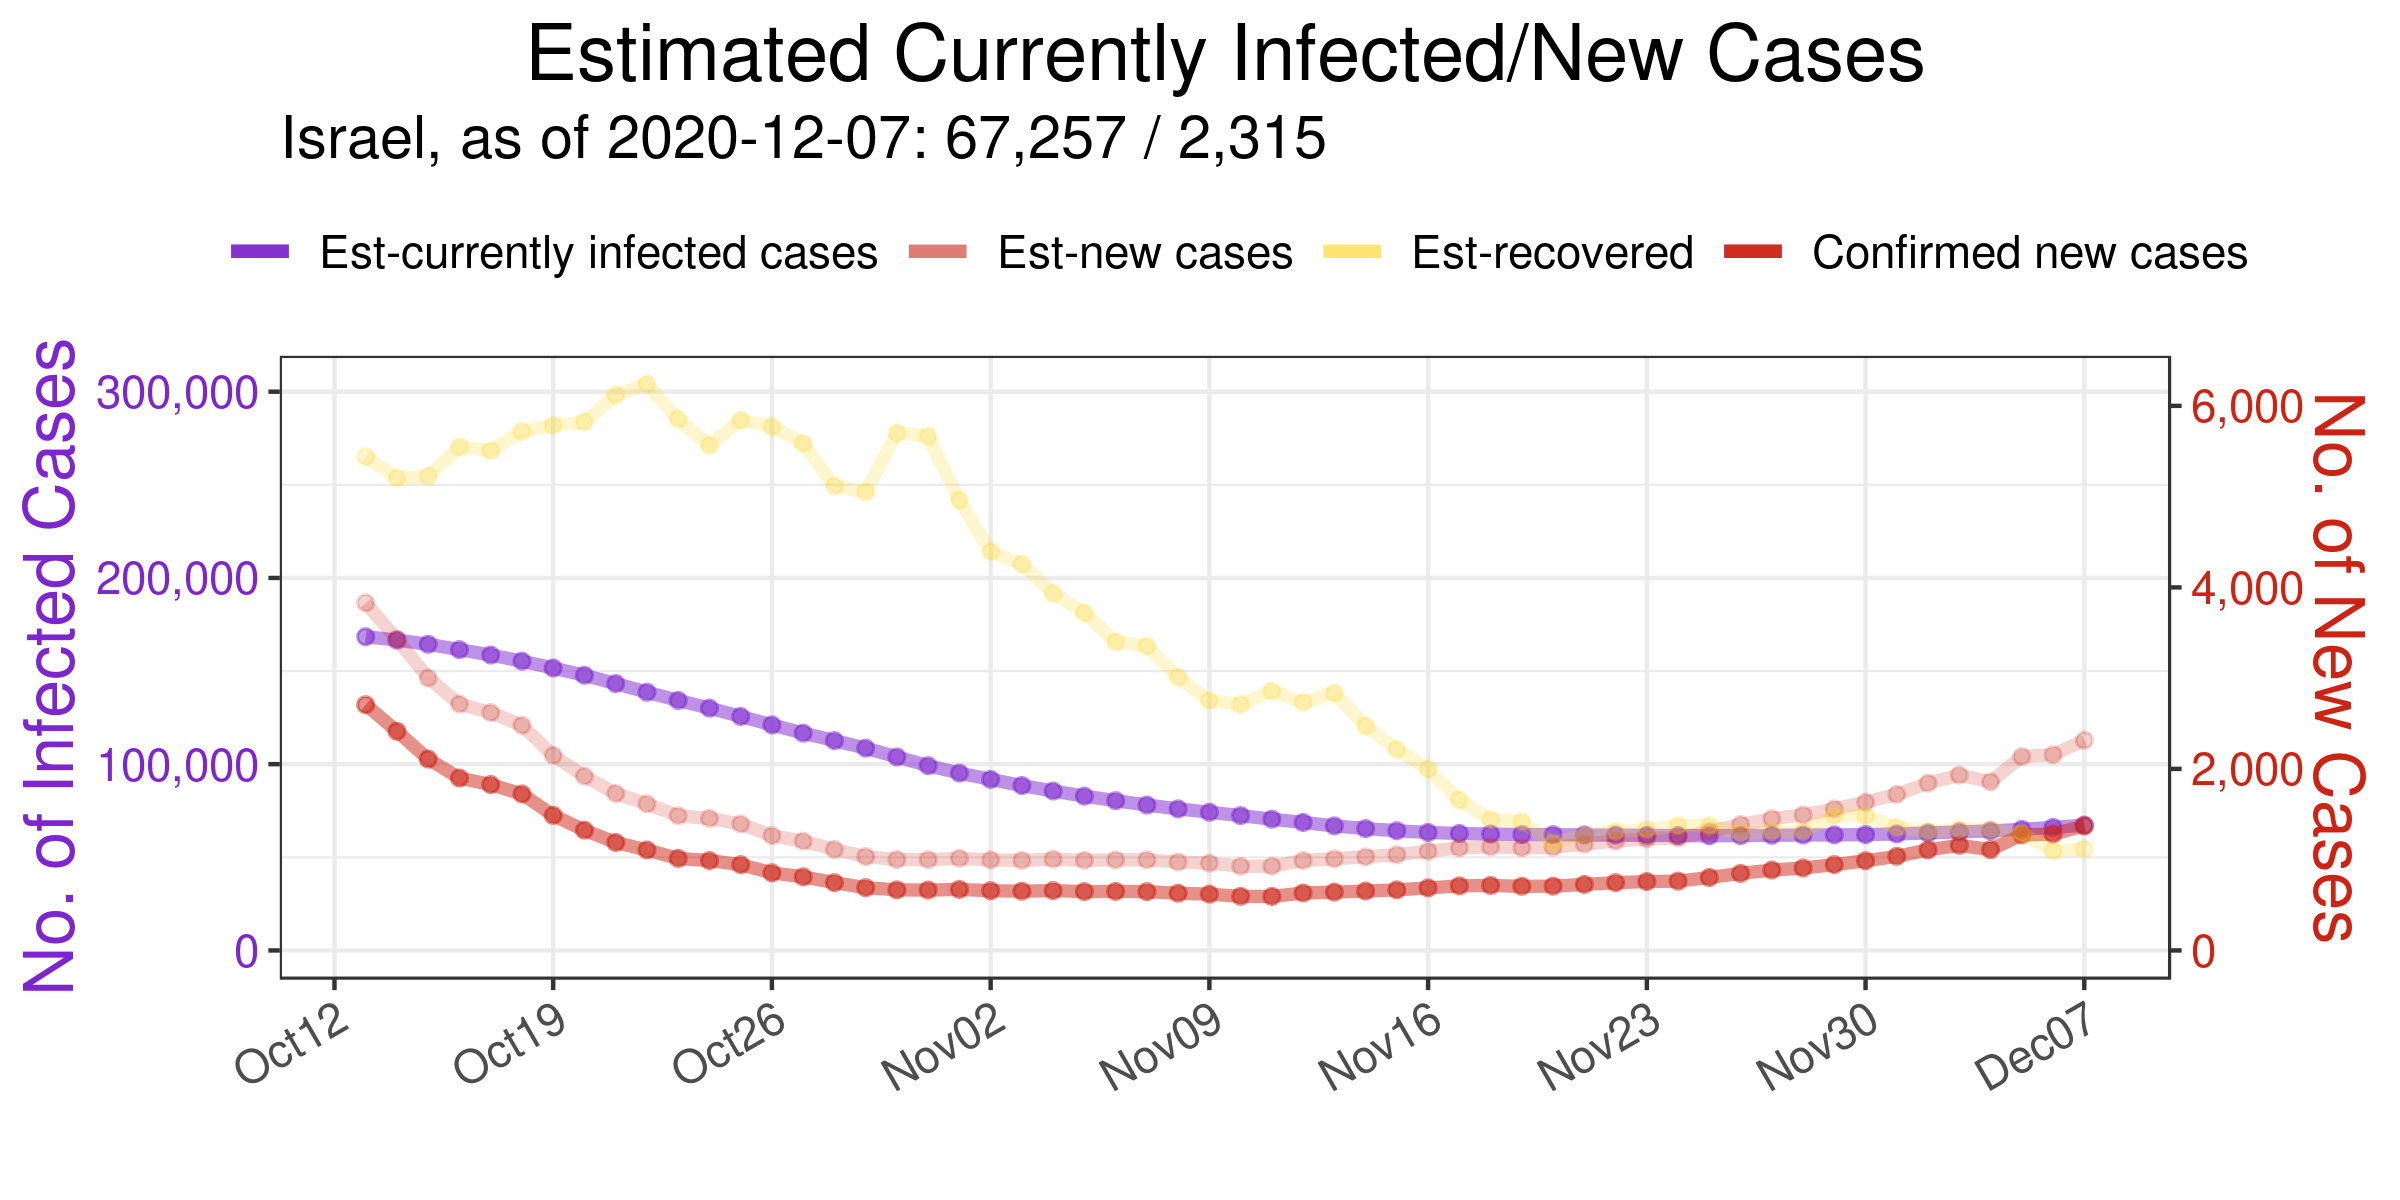 Estimated Currently Infected/New Cases
Israel, as of 2020-12-07: 67,257 / 2,315
Est-currently infected cases Est-new cases Est-recovered Confirmed new cases
No. of Infected Cases
300,000
200,000
100,000
0
6,000
4,000
2,000
0
No. of New Cases
Oct12 Oct19 Oct26 Nov02 Nov09 Nov16 Nov23 Nov30 Dec07